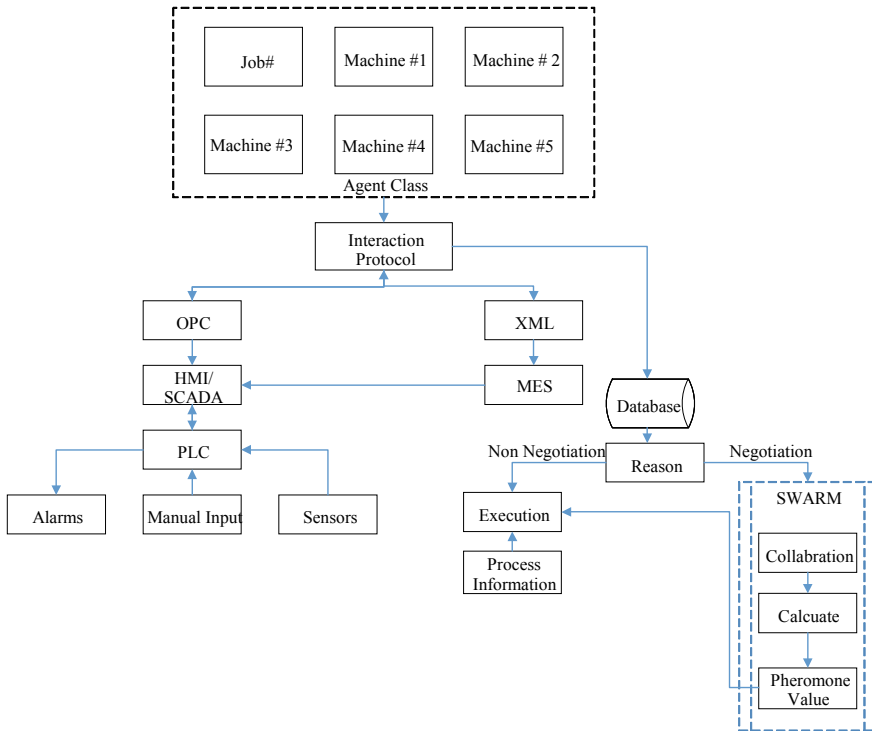 Job#
Machine #1
Machine # 2
Machine #3
Machine #4
Machine #5
Agent Class
Interaction
Protocol
OPC
XML
HMI/
SCADA
MES
Database
PLC
Non Negotiation
Reason
Negotiation
Alarms
Manual Input
Sensors
Execution
SWARM
Process
Information
Collabration
Calcuate
Pheromone
Value